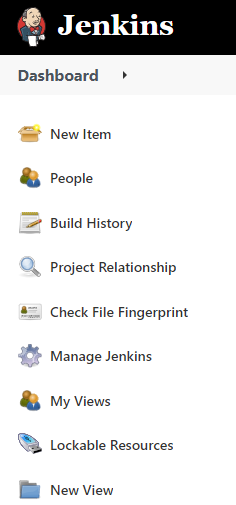 Jenkins
Dashboard
New Item
People
Build History
Project Relationship
Check File Fingerprint
Manage Jenkins
My Views
Lockable Resources
New View